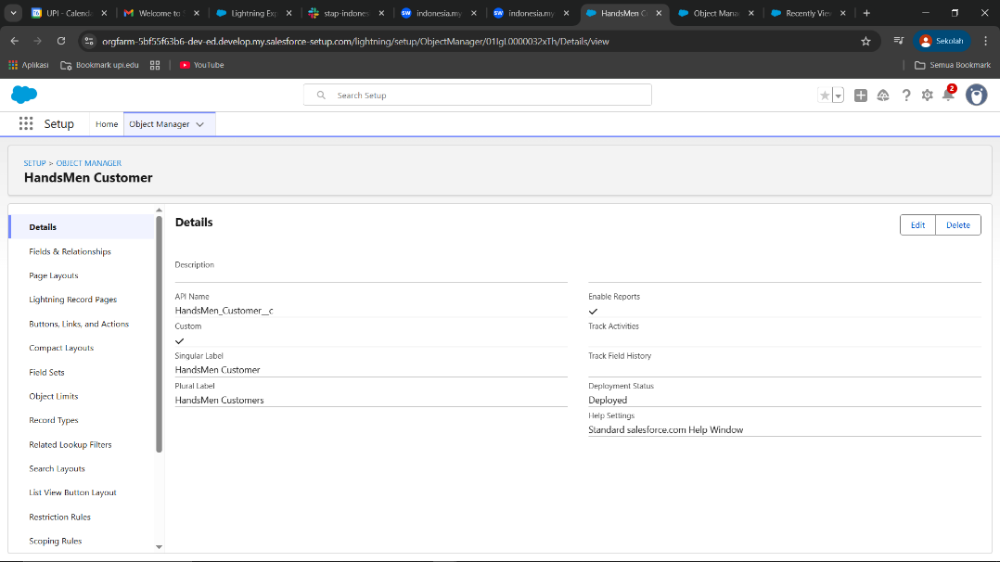 UPI - Calenda
Welcome to S
Lightning Exp
stap-indones
indonesia.my
indonesia.my
HandsMen C
Object Mana
Recently View
orgfarm-5bf55f63b6-dev-ed.develop.my.salesforce-setup.com/lightning/setup/ObjectManager/01IgL0000032xTh/Details/view
Sekolah
Aplikasi
Bookmark upi.edu
YouTube
Semua Bookmark
Search Setup
2
Setup
Home
Object Manager
SETUP > OBJECT MANAGER
HandsMen Customer
Details
Fields & Relationships
Page Layouts
Lightning Record Pages
Buttons, Links, and Actions
Compact Layouts
Field Sets
Object Limits
Record Types
Related Lookup Filters
Search Layouts
List View Button Layout
Restriction Rules
Scoping Rules
Details
Edit
Delete
Description
API Name
HandsMen_Customer__c
Custom
Singular Label
HandsMen Customer
Plural Label
HandsMen Customers
Enable Reports
Track Activities
Track Field History
Deployment Status
Deployed
Help Settings
Standard salesforce.com Help Window